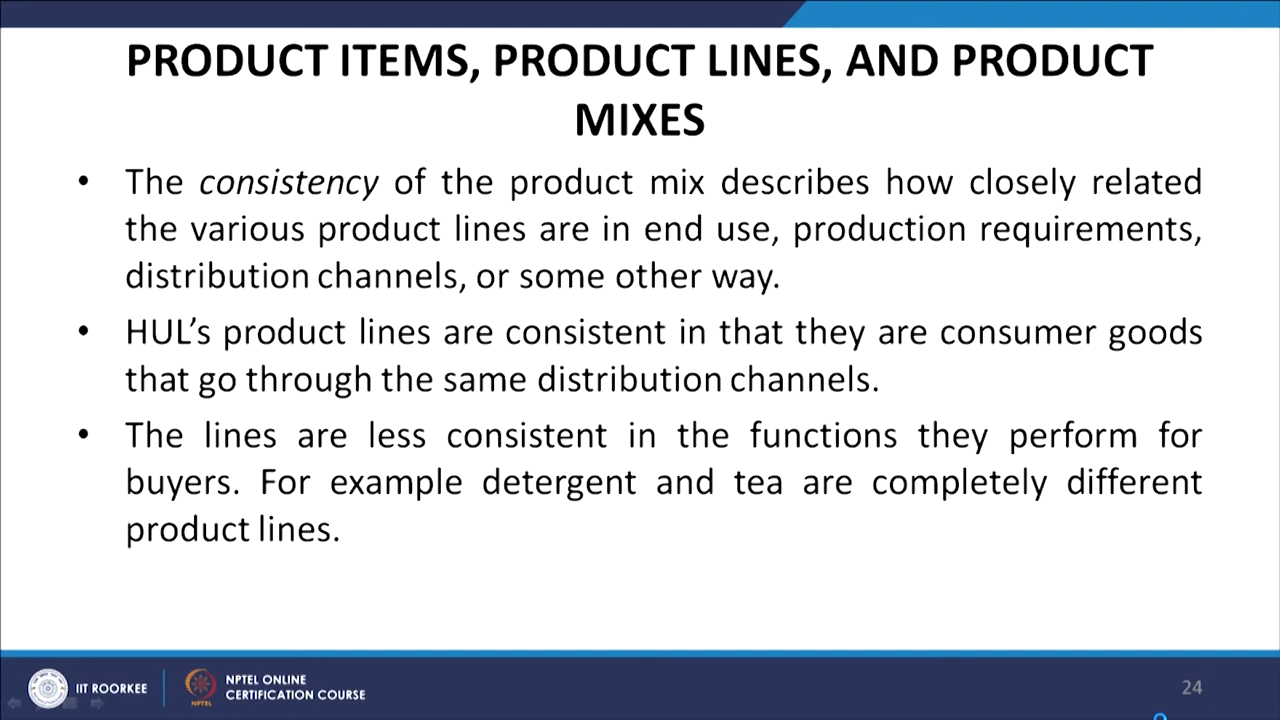 PRODUCT ITEMS, PRODUCT LINES, AND PRODUCT
MIXES
• The consistency of the product mix describes how closely related
the various product lines are in end use, production requirements,
distribution channels, or some other way.
• HUL’s product lines are consistent in that they are consumer goods
that go through the same distribution channels.
• The lines are less consistent in the functions they perform for
buyers. For example detergent and tea are completely different
product lines.
IIT ROORKEE
NPTEL
NPTEL ONLINE
CERTIFICATION COURSE
24